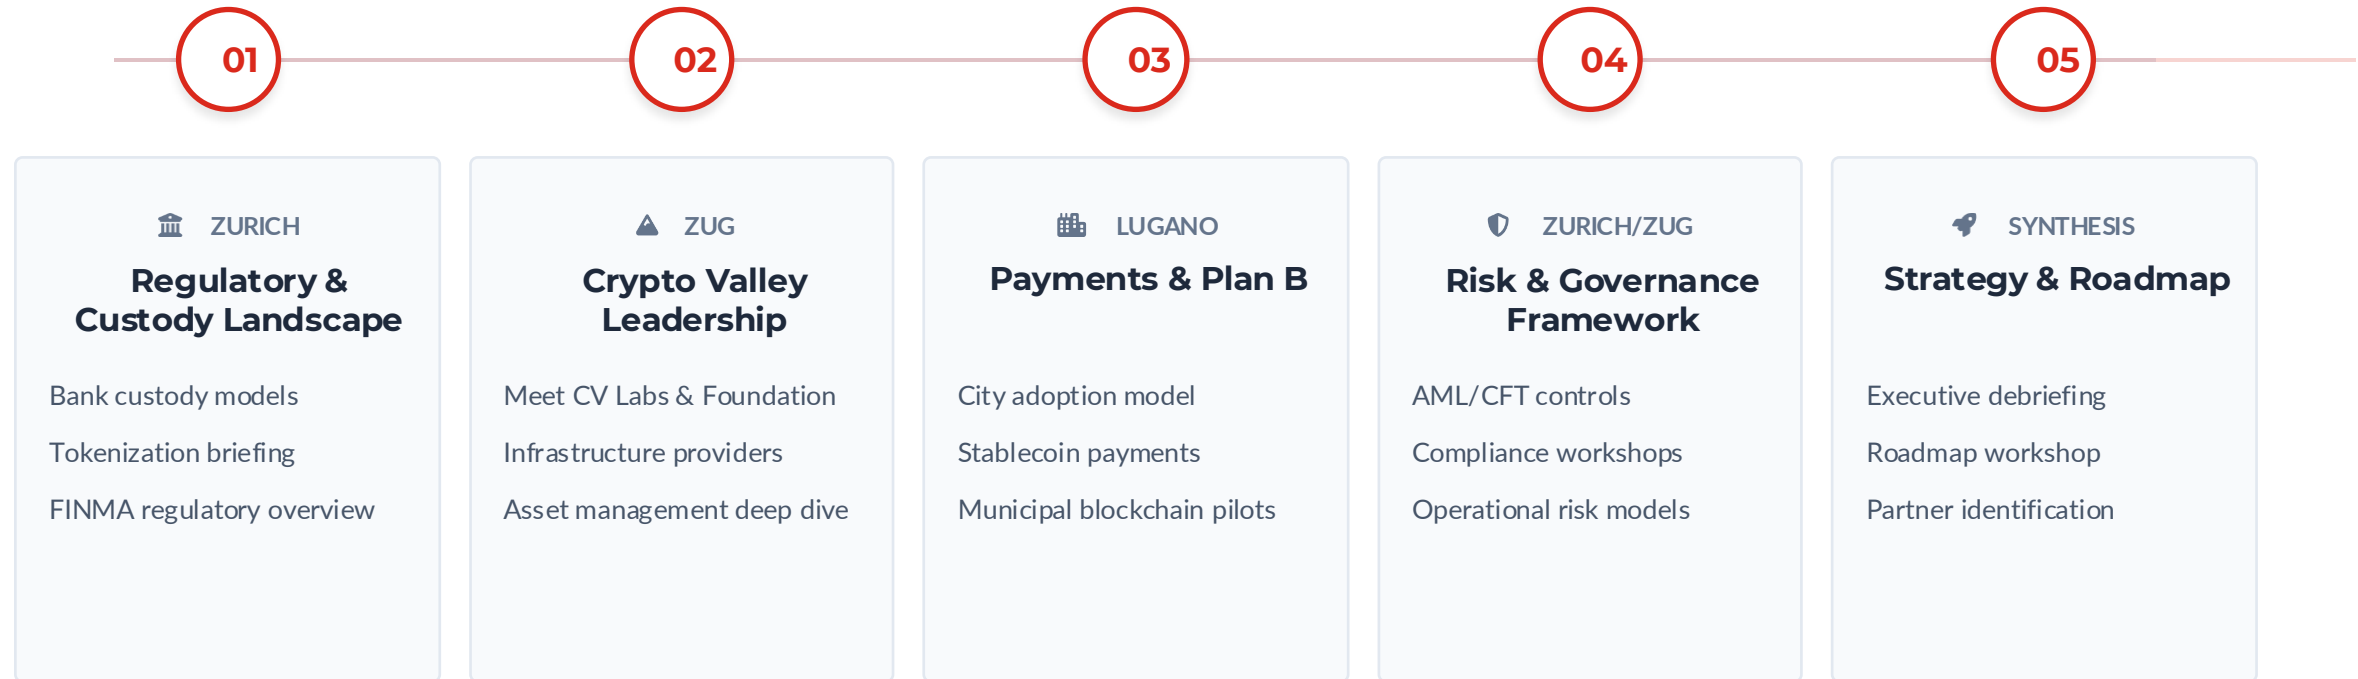 01
02
03
04
05
ZURICH
Regulatory &
Custody Landscape
Bank custody models
Tokenization briefing
FINMA regulatory overview
ZUG
Crypto Valley
Leadership
Meet CV Labs & Foundation
Infrastructure providers
Asset management deep dive
LUGANO
Payments & Plan B
City adoption model
Stablecoin payments
Municipal blockchain pilots
ZURICH/ZUG
Risk & Governance
Framework
AML/CFT controls
Compliance workshops
Operational risk models
SYNTHESIS
Strategy & Roadmap
Executive debriefing
Roadmap workshop
Partner identification